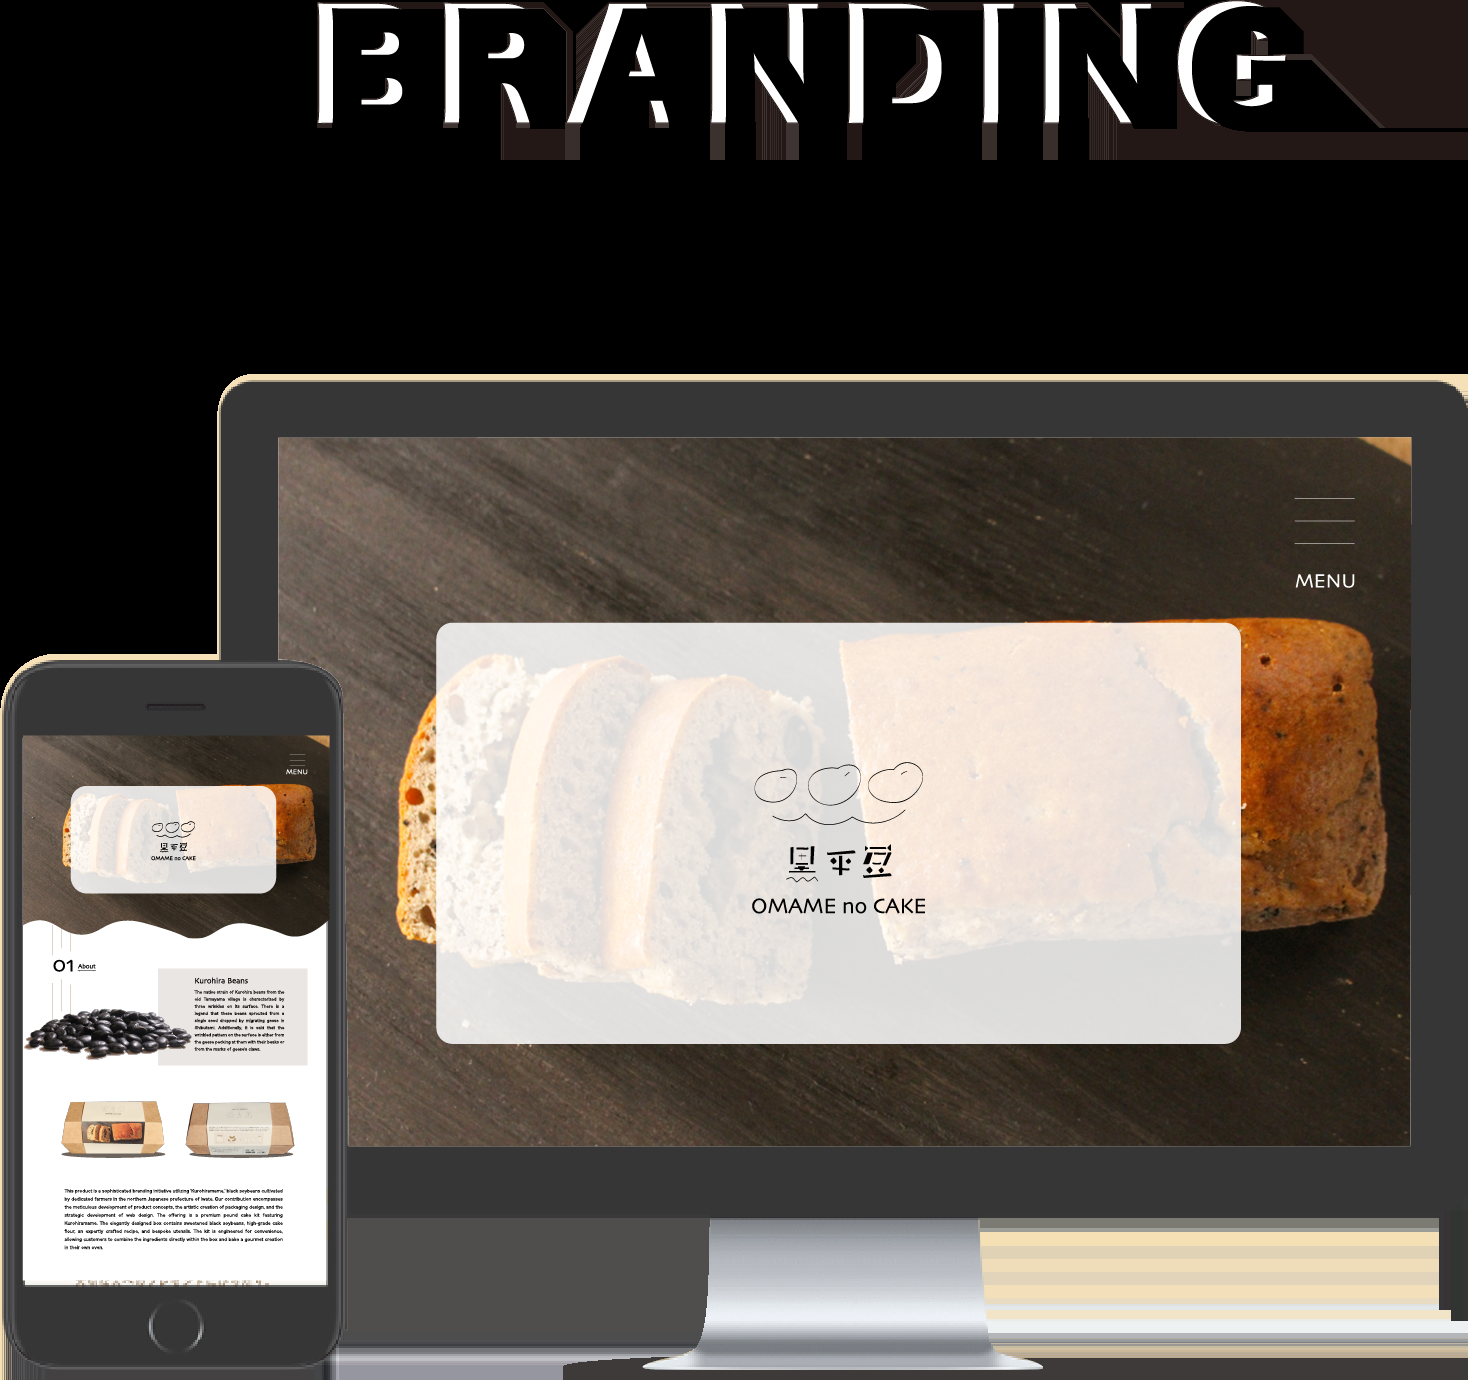 BRANDING
MENU
黒平豆
OMAME no CAKE
MENU
黒平豆
OMAME no CAKE
01 About
Kurohira Beans
The native strain of Kurohira beans from the
old Tamayama village is characterized by
three wrinkles on its surface. There is a
legend that these beans sprouted from a
single seed dropped by migrating geese in
Shibutami. Additionally, it is said that the
wrinkled pattern on the surface is either from
the geese pecking at them with their beaks or
from the marks of geese's claws.
This product is a sophisticated branding initiative utilizing 'Kurohiramame,' black soybeans cultivated
by dedicated farmers in the northern Japanese prefecture of Iwate. Our contribution encompasses
the meticulous development of product concepts, the artistic creation of packaging design, and the
strategic development of web design. The offering is a premium pound cake kit featuring
Kurohiramame. The elegantly designed box contains sweetened black soybeans, high-grade cake
flour, an expertly crafted recipe, and bespoke utensils. The kit is engineered for convenience,
allowing customers to combine the ingredients directly within the box and bake a gourmet creation
in their own oven.